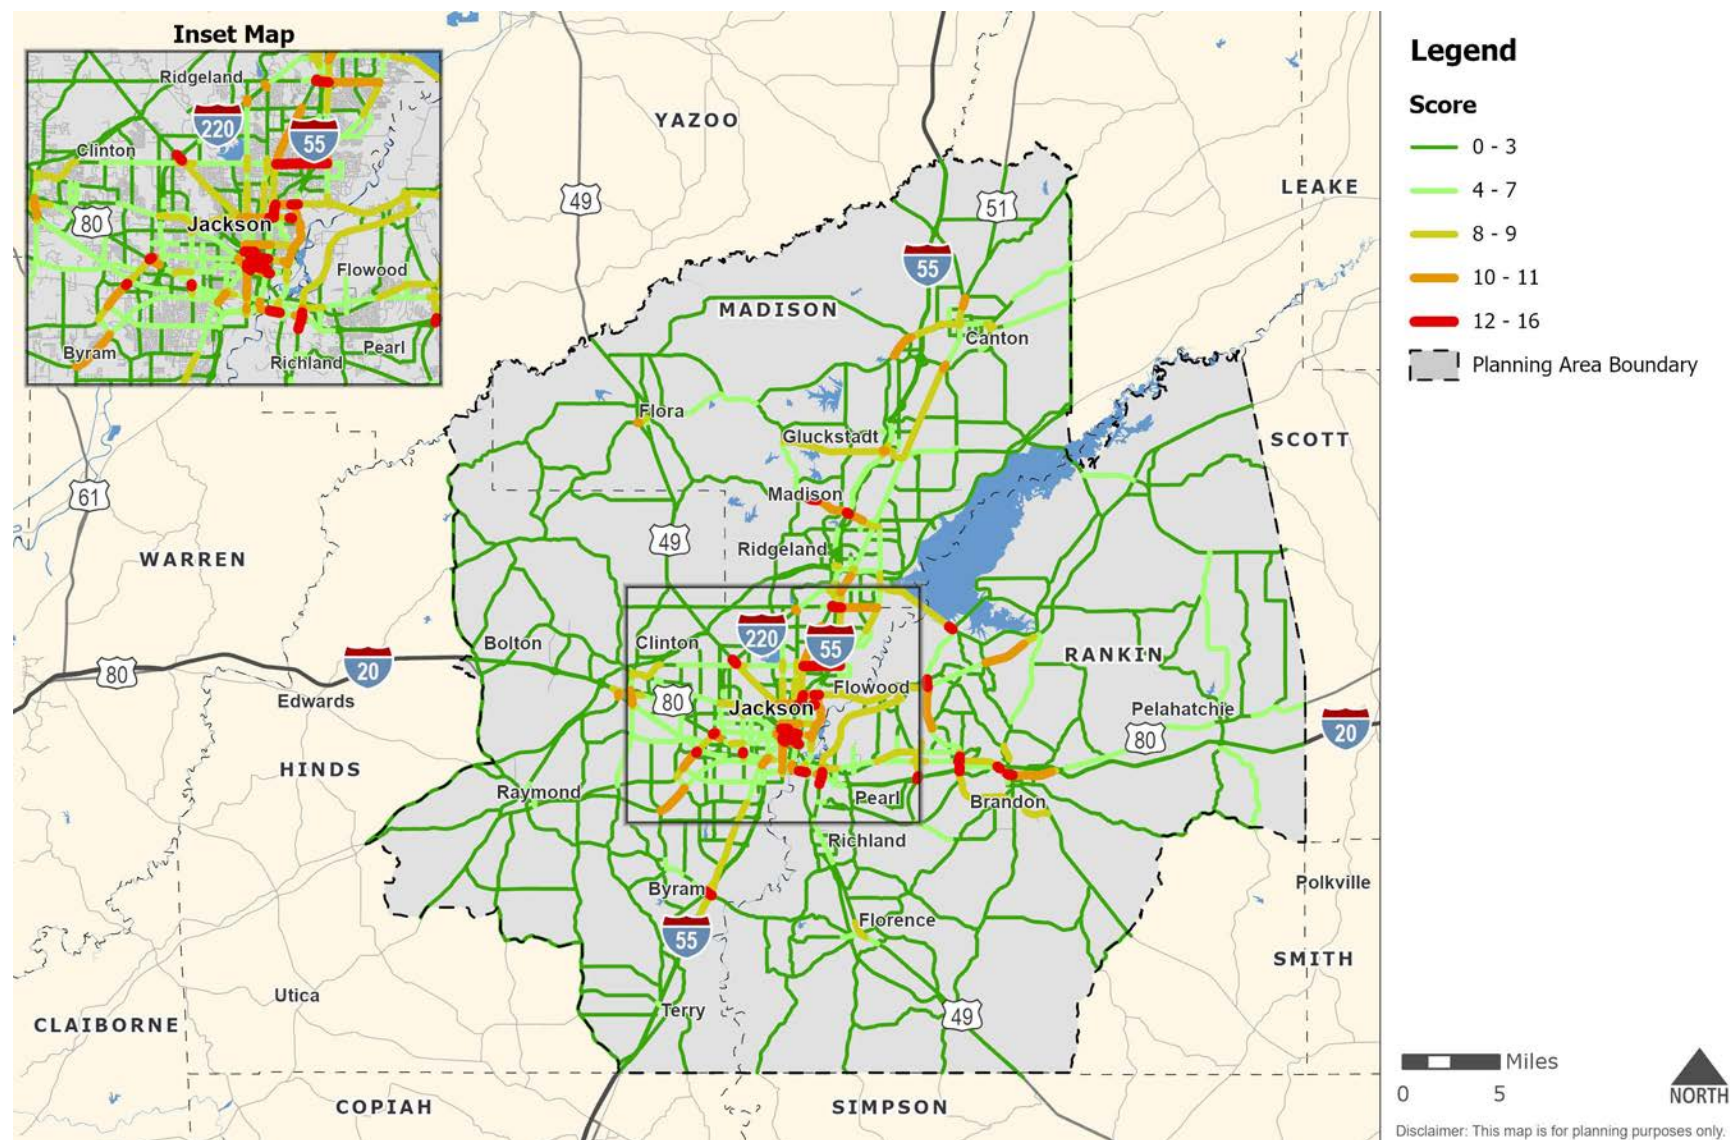 Inset Map
Ridgeland
220
55
Clinton
80
Jackson
Flowood
Byram
Richland
Pearl
YAZOO
49
LEAKE
51
55
MADISON
Canton
Flora
Gluckstadt
SCOTT
61
Madison
49
Ridgeland
WARREN
Bolton
Clinton
220
55
RANKIN
80
20
Edwards
80
Flowood
Jackson
Pelahatchie
80
20
HINDS
Raymond
Pearl
Brandon
Richland
Byram
Polkville
55
Florence
SMITH
Utica
Terry
49
CLAIBORNE
COPIAH
SIMPSON
Legend
Score
0 - 3
4 - 7
8 - 9
10 - 11
12 - 16
Planning Area Boundary
Miles
0 5
NORTH
Disclaimer: This map is for planning purposes only.